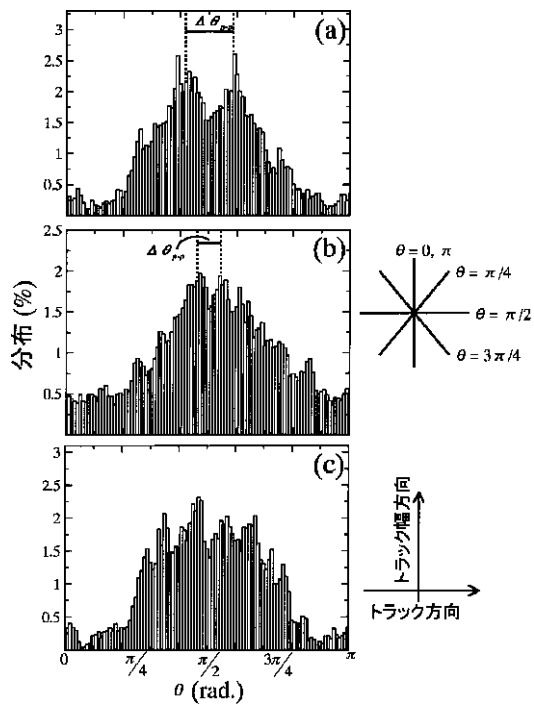 Δθp-p
(a)
3
2.5
2
1.5
1
0.5
Δθp-p
(b)
2.5
2
1.5
1
0.5
分布 (%)
θ = 0, π
θ = π/4
θ = π/2
θ = 3π/4
(c)
3
2.5
2
1.5
1
0.5
0
π/4
π/2
3π/4
π
θ (rad.)
トラック幅方向
トラック方向